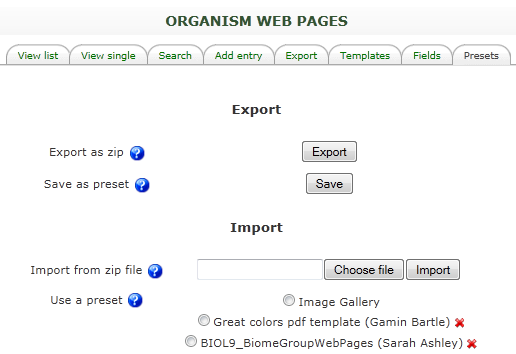 ORGANISM WEB PAGES
View list View single Search Add entry Export Templates Fields Presets
Export
Export as zip ? Export
Save as preset ? Save
Import
Import from zip file ? Choose file Import
Use a preset ? Image Gallery
Great colors pdf template (Gamin Bartle)
BIOL9_BiomeGroupWebPages (Sarah Ashley)